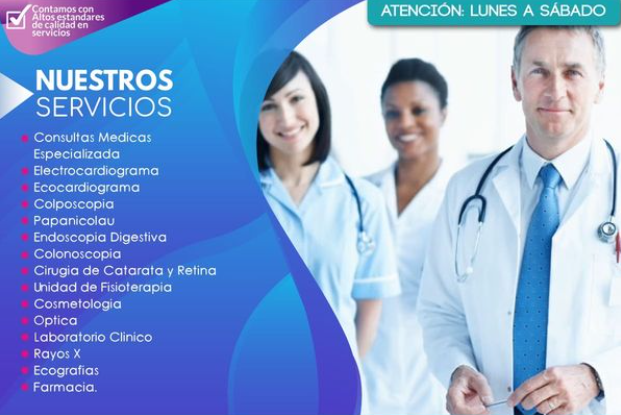 Contamos con
Altos estandares
de calidad en
servicios
ATENCIÓN: LUNES A SÁBADO
NUESTROS
SERVICIOS
Consultas Medicas
Especializada
Electrocardiograma
Ecocardiograma
Colposcopia
Papanicolau
Endoscopia Digestiva
Colonoscopia
Cirugia de Catarata y Retina
Unidad de Fisioterapia
Cosmetologia
Optica
Laboratorio Clinico
Rayos X
Ecografias
Farmacia.